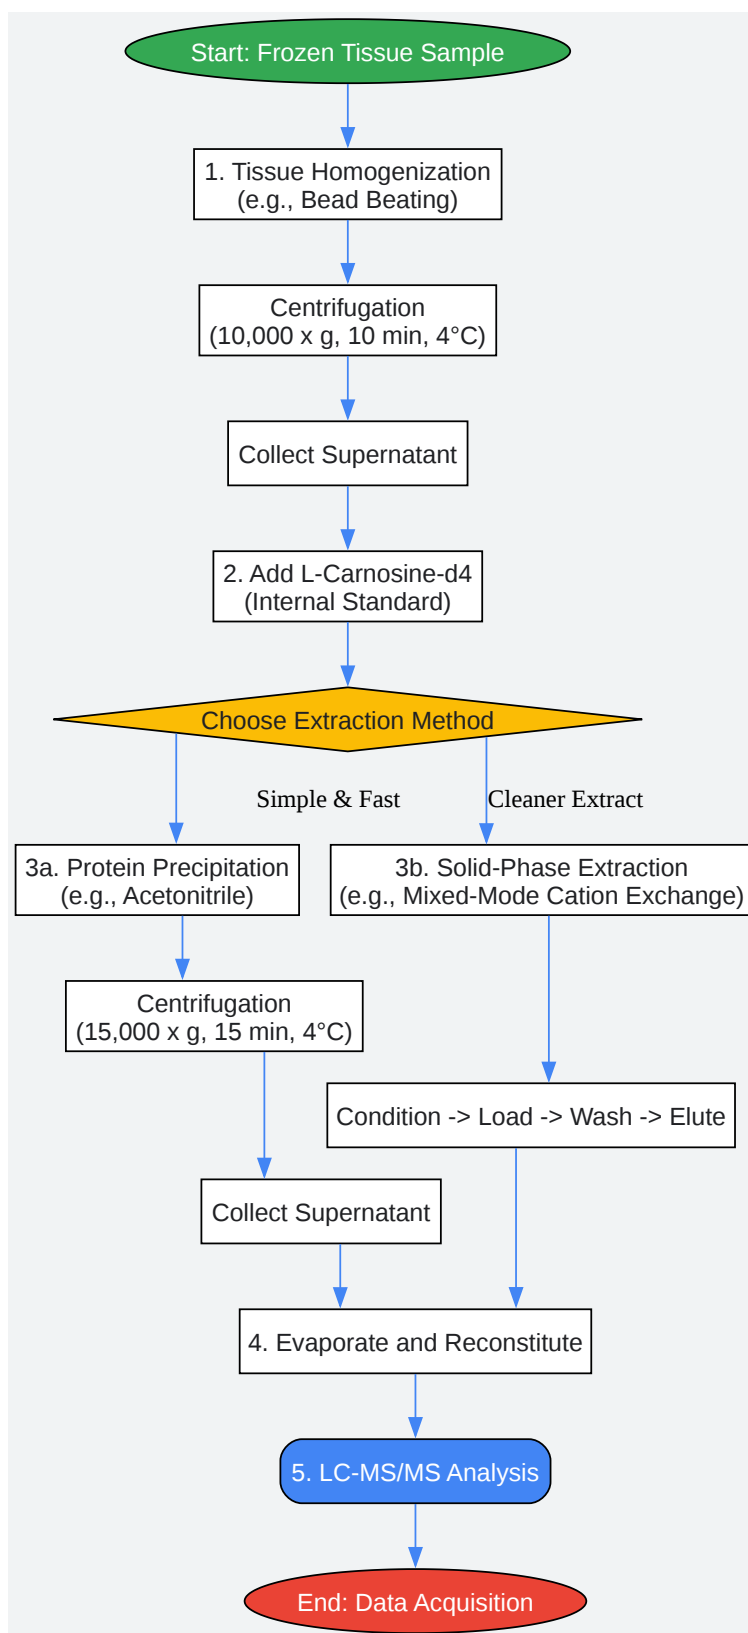 Start: Frozen Tissue Sample
1. Tissue Homogenization
(e.g., Bead Beating)
Centrifugation
(10,000 x g, 10 min, 4°C)
Collect Supernatant
2. Add L-Carnosine-d4
(Internal Standard)
Choose Extraction Method
Simple & Fast
Cleaner Extract
3a. Protein Precipitation
(e.g., Acetonitrile)
3b. Solid-Phase Extraction
(e.g., Mixed-Mode Cation Exchange)
Centrifugation
(15,000 x g, 15 min, 4°C)
Condition -> Load -> Wash -> Elute
Collect Supernatant
4. Evaporate and Reconstitute
5. LC-MS/MS Analysis
End: Data Acquisition